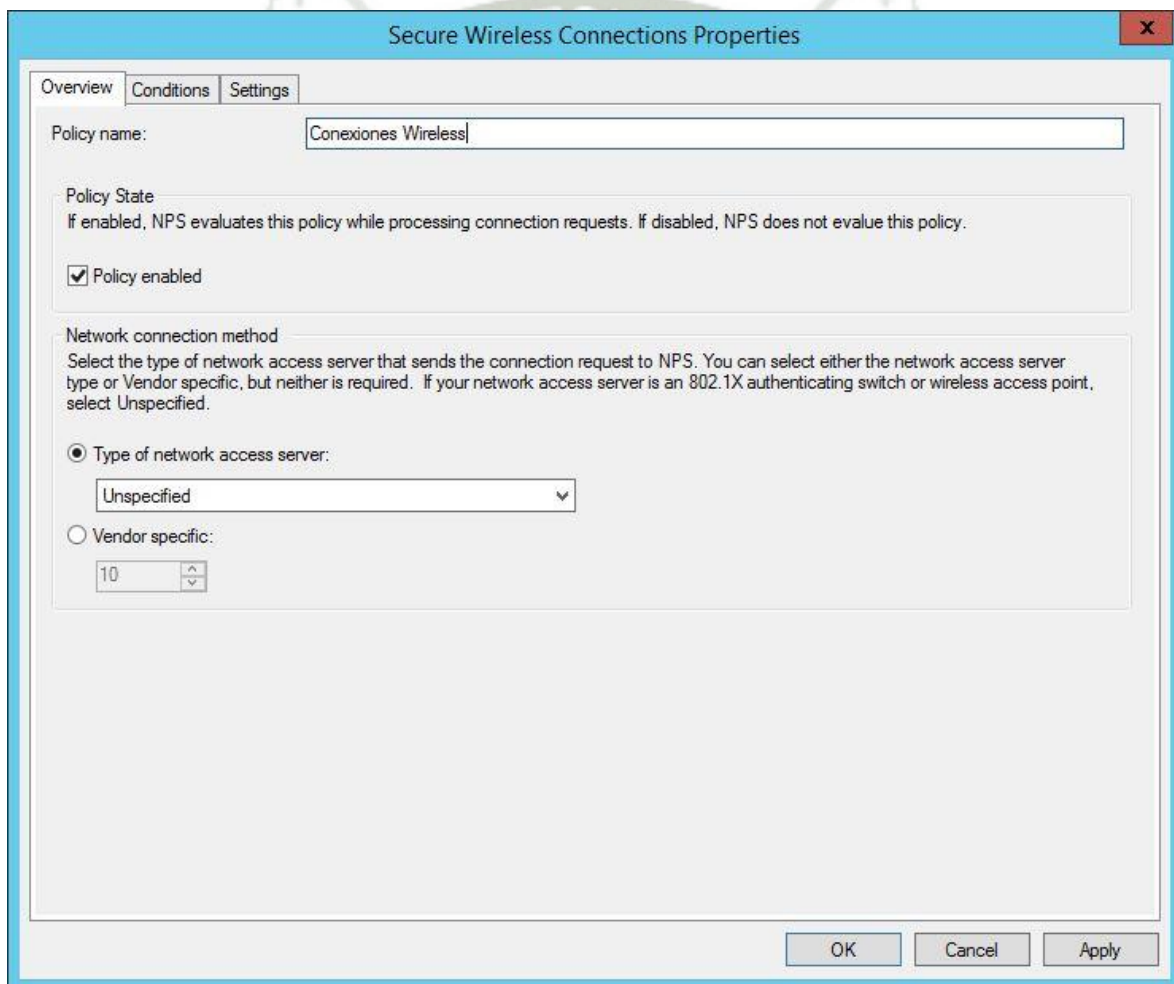 Secure Wireless Connections Properties
x
Overview
Conditions
Settings
Policy name:
Conexiones Wireless
Policy State
If enabled, NPS evaluates this policy while processing connection requests. If disabled, NPS does not evalue this policy.
Policy enabled
Network connection method
Select the type of network access server that sends the connection request to NPS. You can select either the network access server
type or Vendor specific, but neither is required. If your network access server is an 802.1X authenticating switch or wireless access point,
select Unspecified.
Type of network access server:
Unspecified
Vendor specific:
10
OK
Cancel
Apply